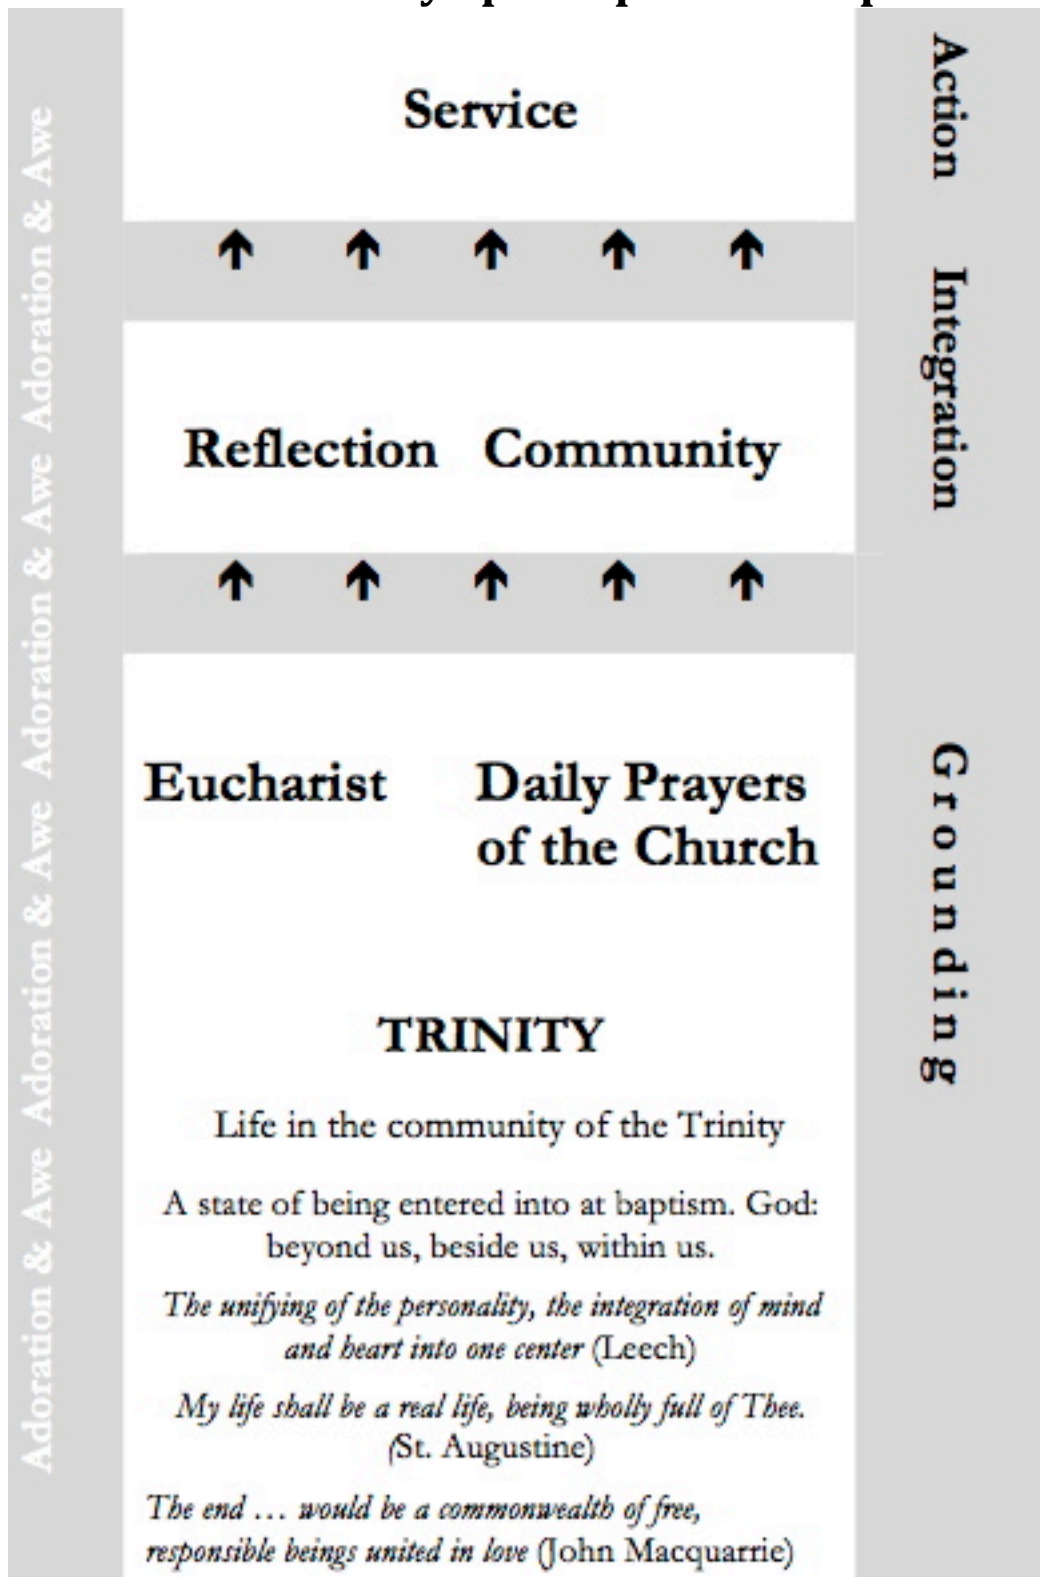 Service
Reflection Community
Eucharist Daily Prayers
of the Church
TRINITY
Life in the community of the Trinity
A state of being entered into at baptism. God:
beyond us, beside us, within us.
The unifying of the personality, the integration of mind
and heart into one center (Leech)
My life shall be a real life, being wholly full of Thee.
(St. Augustine)
The end … would be a commonwealth of free,
responsible beings united in love (John Macquarrie)
Adoration & Awe Adoration & Awe Adoration & Awe Adoration & Awe
Action
Integration
Grounding